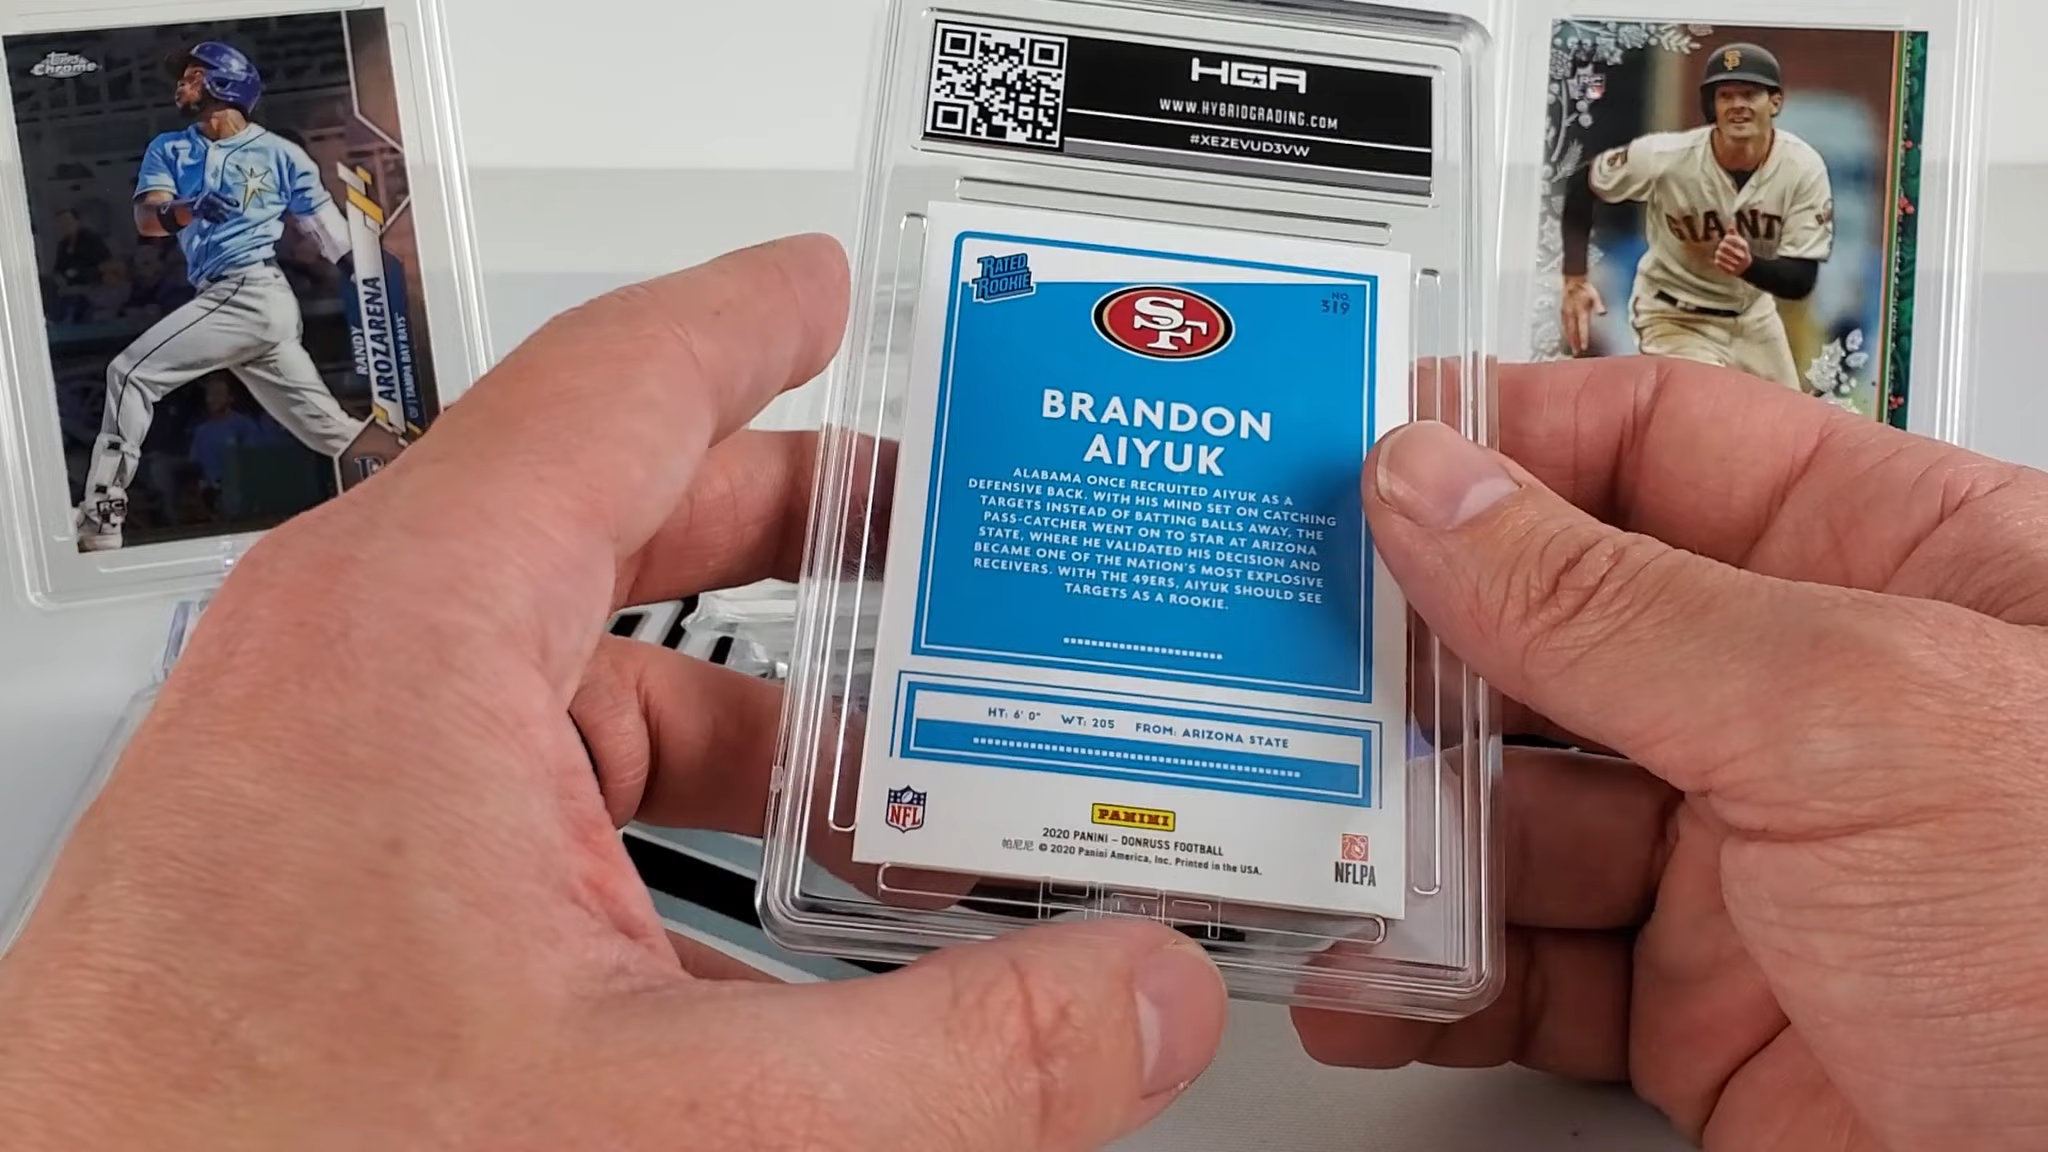 Topps
Chrome
RANDY
AROZARENA
OF | TAMPA BAY RAYS
RC
HGA
WWW.HYBRIDGRADING.COM
#XEZEVUD3VW
RATED
ROOKIE
SF
NO.
319
BRANDON
AIYUK
ALABAMA ONCE RECRUITED AIYUK AS A
DEFENSIVE BACK. WITH HIS MIND SET ON CATCHING
TARGETS INSTEAD OF BATTING BALLS AWAY, THE
PASS-CATCHER WENT ON TO STAR AT ARIZONA
STATE, WHERE HE VALIDATED HIS DECISION AND
BECAME ONE OF THE NATION'S MOST EXPLOSIVE
RECEIVERS. WITH THE 49ERS, AIYUK SHOULD SEE
TARGETS AS A ROOKIE.
HT: 6' 0" WT: 205 FROM: ARIZONA STATE
NFL
PANINI
2020 PANINI – DONRUSS FOOTBALL
帕尼尼 © 2020 Panini America, Inc. Printed in the USA.
NFLPA
RC
SF
GIANT